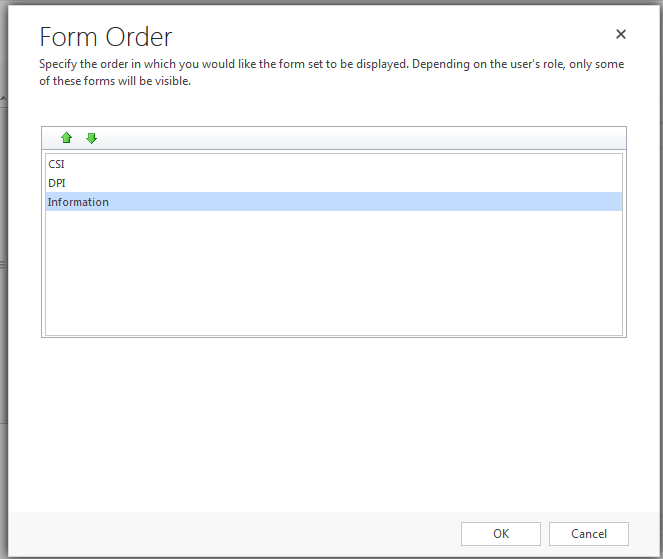 Form Order
Specify the order in which you would like the form set to be displayed. Depending on the user's role, only some
of these forms will be visible.
CSI
DPI
Information
OK
Cancel